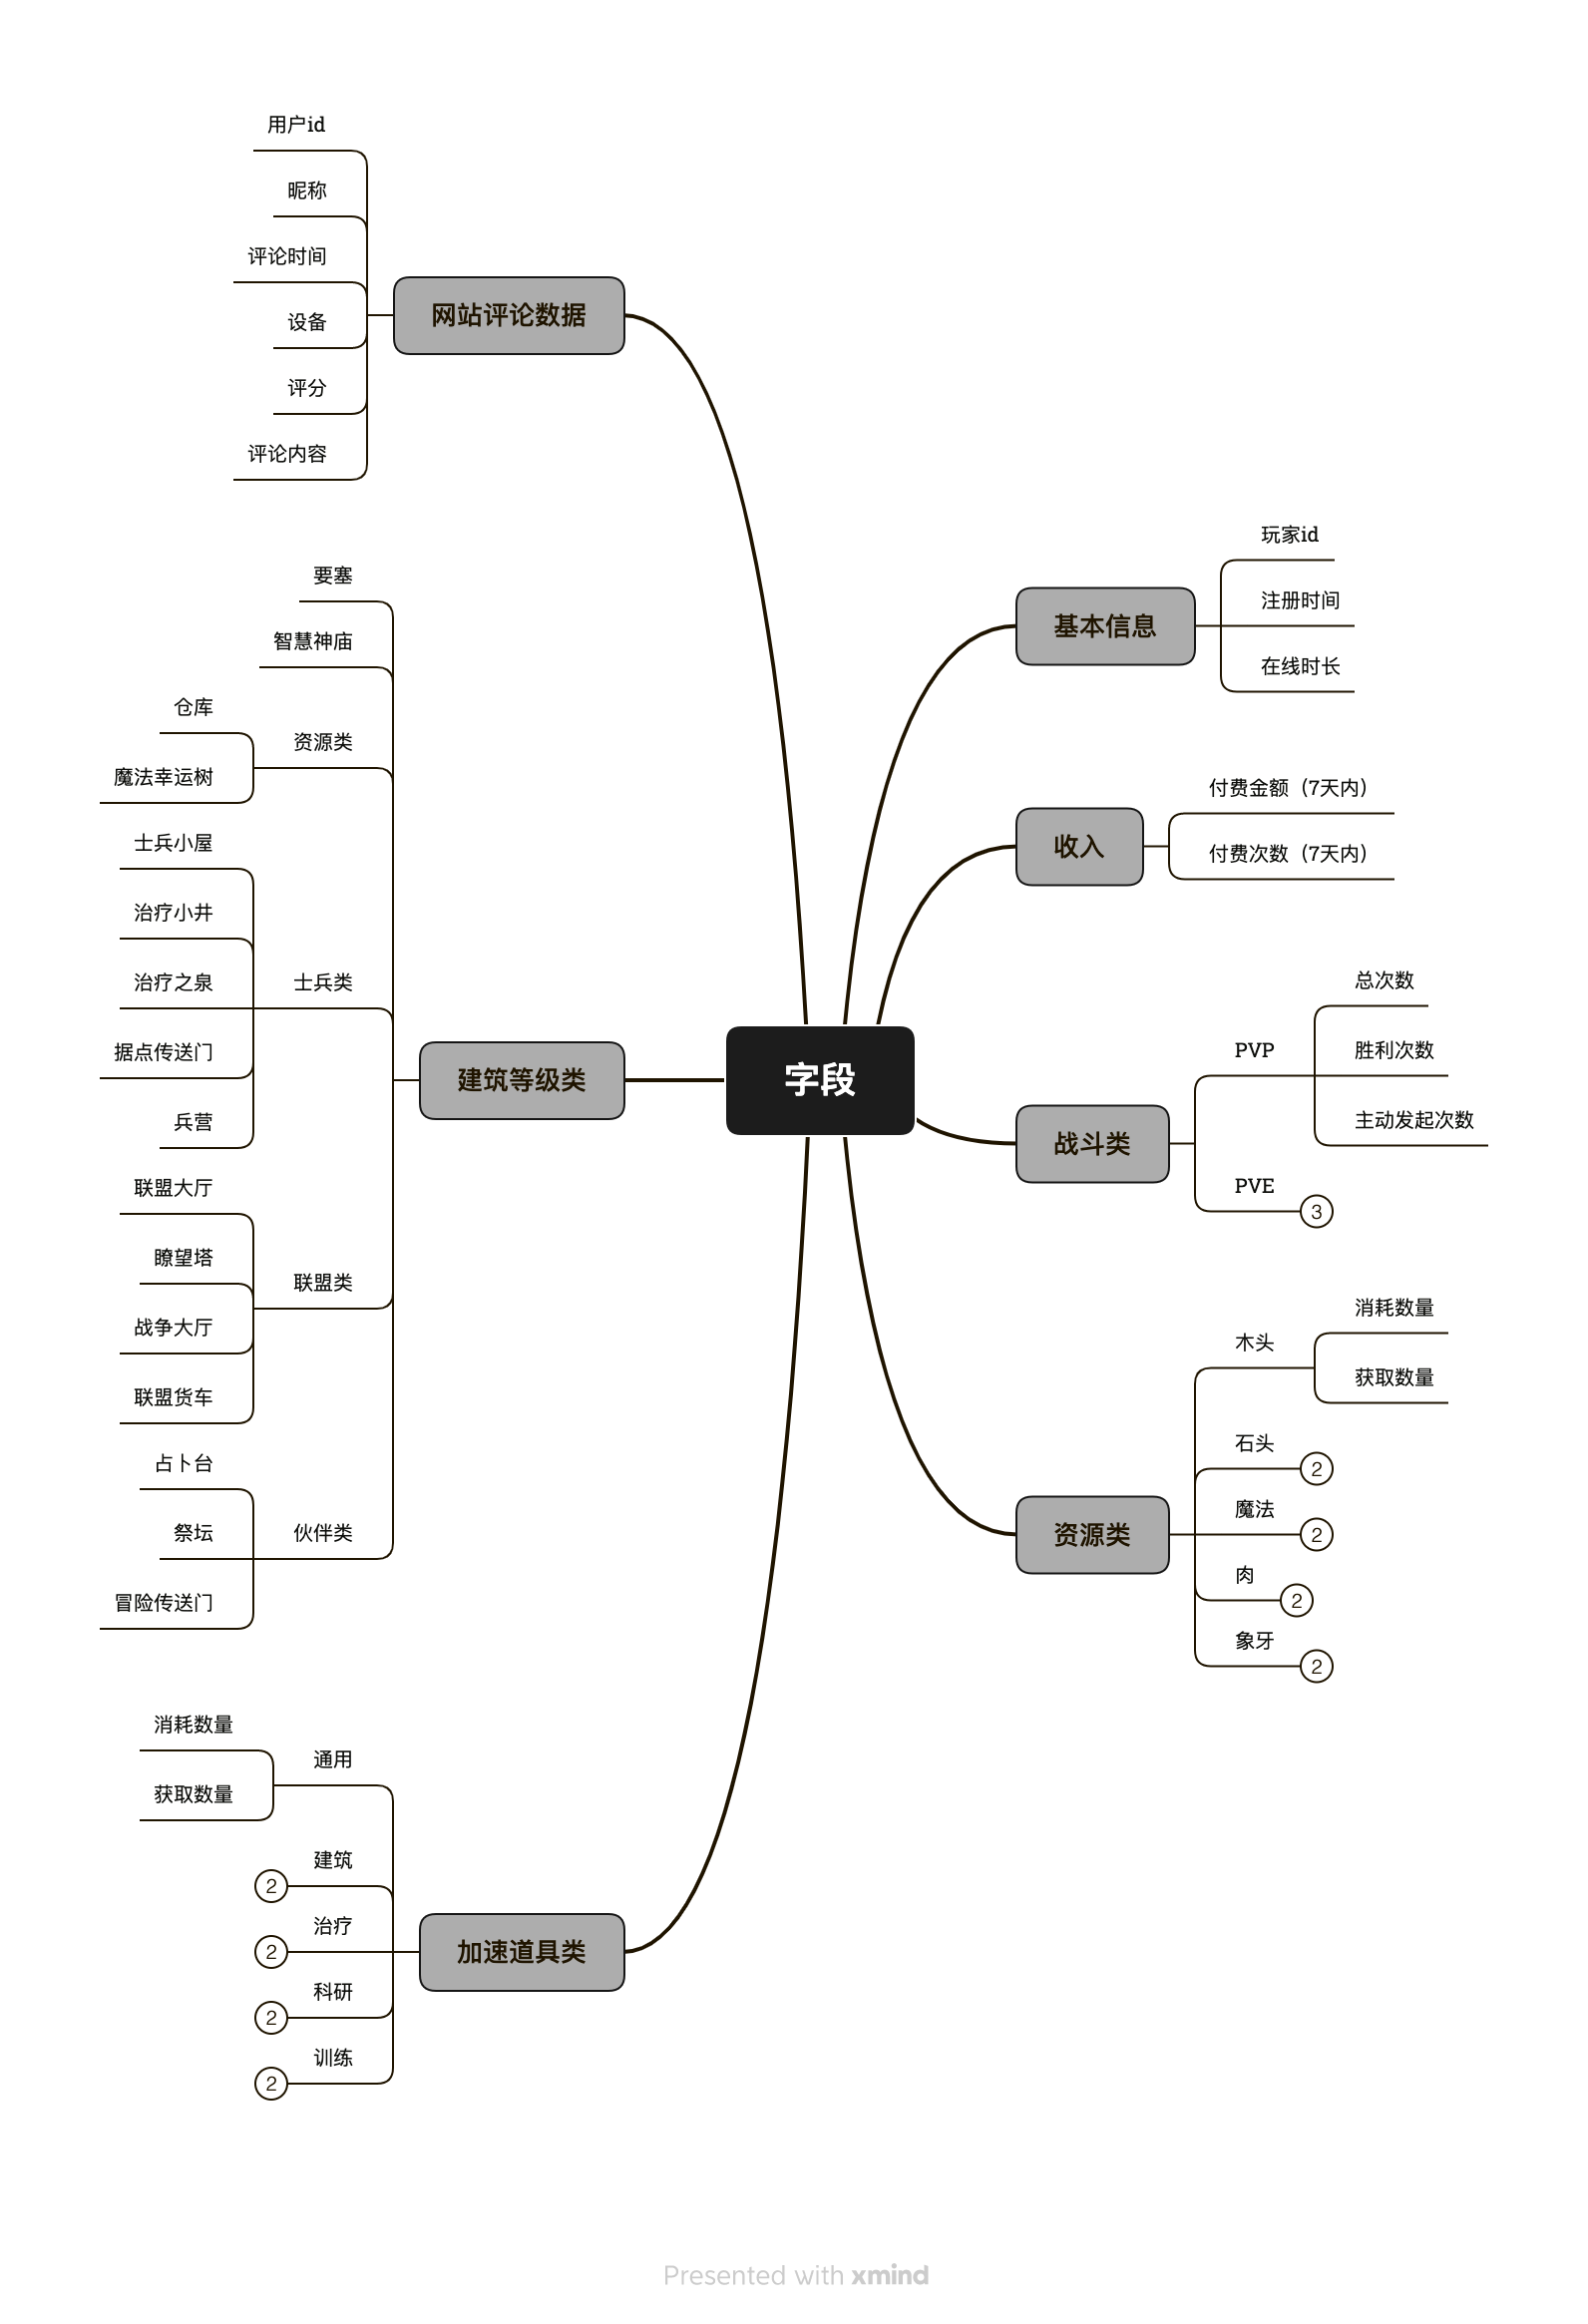 字段
基本信息
玩家id
注册时间
在线时长
收入
付费金额（7天内）
付费次数（7天内）
战斗类
PVP
总次数
胜利次数
主动发起次数
PVE
3
资源类
木头
消耗数量
获取数量
石头
2
魔法
2
肉
2
象牙
2
网站评论数据
用户id
昵称
评论时间
设备
评分
评论内容
建筑等级类
要塞
智慧神庙
资源类
仓库
魔法幸运树
士兵类
士兵小屋
治疗小井
治疗之泉
据点传送门
兵营
联盟类
联盟大厅
瞭望塔
战争大厅
联盟货车
伙伴类
占卜台
祭坛
冒险传送门
加速道具类
通用
消耗数量
获取数量
建筑
2
治疗
2
科研
2
训练
2
Presented with xmind